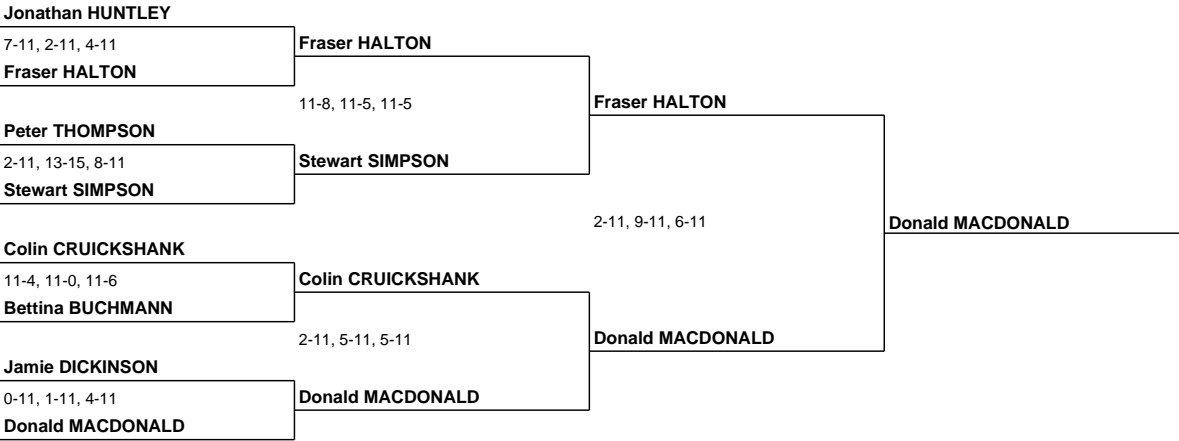 Jonathan HUNTLEY
7-11, 2-11, 4-11
Fraser HALTON
Peter THOMPSON
2-11, 13-15, 8-11
Stewart SIMPSON
Colin CRUICKSHANK
11-4, 11-0, 11-6
Bettina BUCHMANN
Jamie DICKINSON
0-11, 1-11, 4-11
Donald MACDONALD
Fraser HALTON
11-8, 11-5, 11-5
Stewart SIMPSON
Colin CRUICKSHANK
2-11, 5-11, 5-11
Donald MACDONALD
Fraser HALTON
2-11, 9-11, 6-11
Donald MACDONALD
Donald MACDONALD